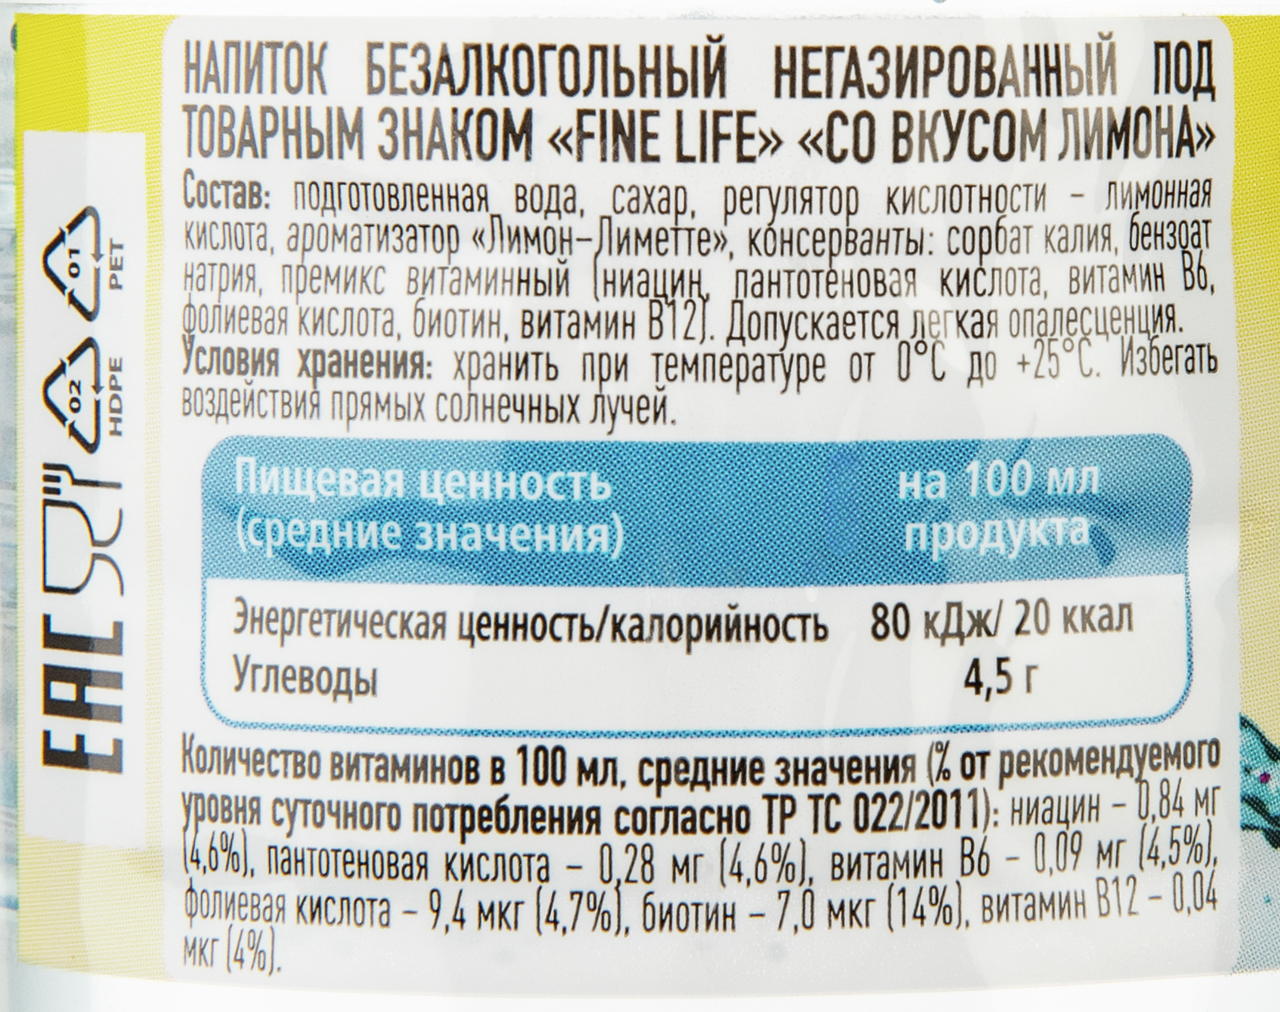 НАПИТОК БЕЗАЛКОГОЛЬНЫЙ НЕГАЗИРОВАННЫЙ ПОД
ТОВАРНЫМ ЗНАКОМ «FINE LIFE» «СО ВКУСОМ ЛИМОНА»
Состав: подготовленная вода, сахар, регулятор кислотности – лимонная
кислота, ароматизатор «Лимон-Лиметте», консерванты: сорбат калия, бензоат
натрия, премикс витаминный (ниацин, пантотеновая кислота, витамин В6,
фолиевая кислота, биотин, витамин В12). Допускается легкая опалесценция.
Условия хранения: хранить при температуре от 0°С до +25°С. Избегать
воздействия прямых солнечных лучей.
Пищевая ценность на 100 мл
(средние значения) продукта
Энергетическая ценность/калорийность 80 кДж/ 20 ккал
Углеводы 4,5 г
Количество витаминов в 100 мл, средние значения (% от рекомендуемого
уровня суточного потребления согласно ТР ТС 022/2011): ниацин – 0,84 мг
(4,6%), пантотеновая кислота – 0,28 мг (4,6%), витамин В6 – 0,09 мг (4,5%),
фолиевая кислота – 9,4 мкг (4,7%), биотин – 7,0 мкг (14%), витамин В12 – 0,04
мкг (4%).
EAC
02
HDPE
01
PET